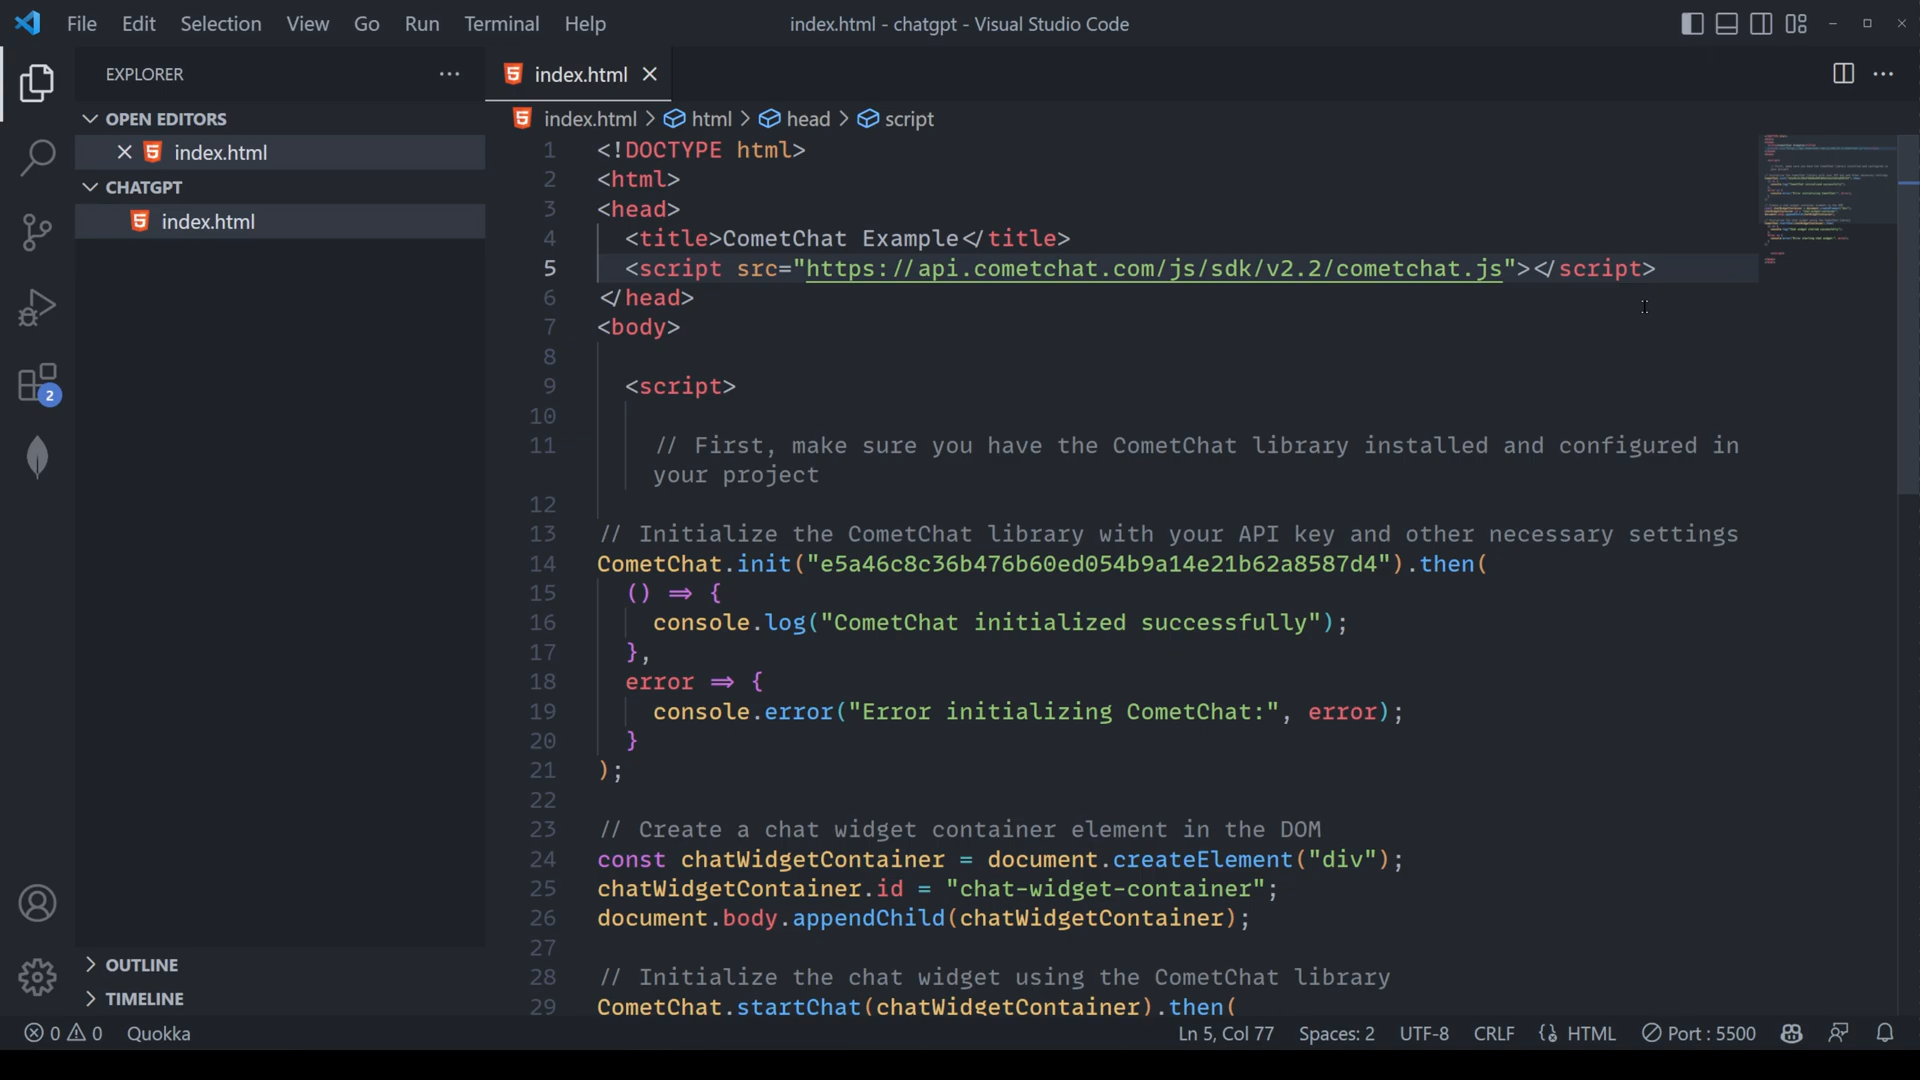 File Edit Selection View Go Run Terminal Help index.html - chatgpt - Visual Studio Code
EXPLORER
OPEN EDITORS
index.html
CHATGPT
index.html
OUTLINE
TIMELINE
2
index.html
index.html > html > head > script
1 <!DOCTYPE html>
2 <html>
3 <head>
4 <title>CometChat Example</title>
5 <script src="https://api.cometchat.com/js/sdk/v2.2/cometchat.js"></script>
6 </head>
7 <body>
8
9 <script>
10
11 // First, make sure you have the CometChat library installed and configured in
your project
12
13 // Initialize the CometChat library with your API key and other necessary settings
14 CometChat.init("e5a46c8c36b476b60ed054b9a14e21b62a8587d4").then(
15 () => {
16 console.log("CometChat initialized successfully");
17 },
18 error => {
19 console.error("Error initializing CometChat:", error);
20 }
21 );
22
23 // Create a chat widget container element in the DOM
24 const chatWidgetContainer = document.createElement("div");
25 chatWidgetContainer.id = "chat-widget-container";
26 document.body.appendChild(chatWidgetContainer);
27
28 // Initialize the chat widget using the CometChat library
29 CometChat.startChat(chatWidgetContainer).then(
0 0 Quokka Ln 5, Col 77 Spaces: 2 UTF-8 CRLF HTML Port : 5500